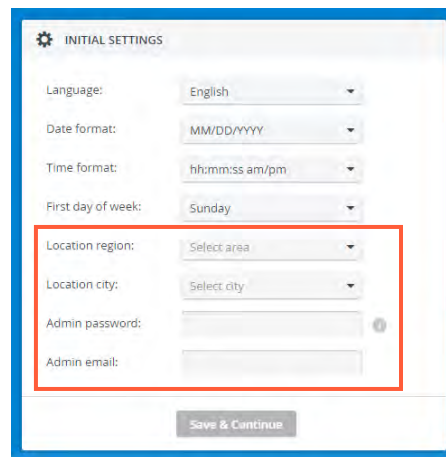 INITIAL SETTINGS
Language: English
Date format: MM/DD/YYYY
Time format: hh:mm:ss am/pm
First day of week: Sunday
Location region: Select area
Location city: Select city
Admin password:
Admin email:
Save & Continue